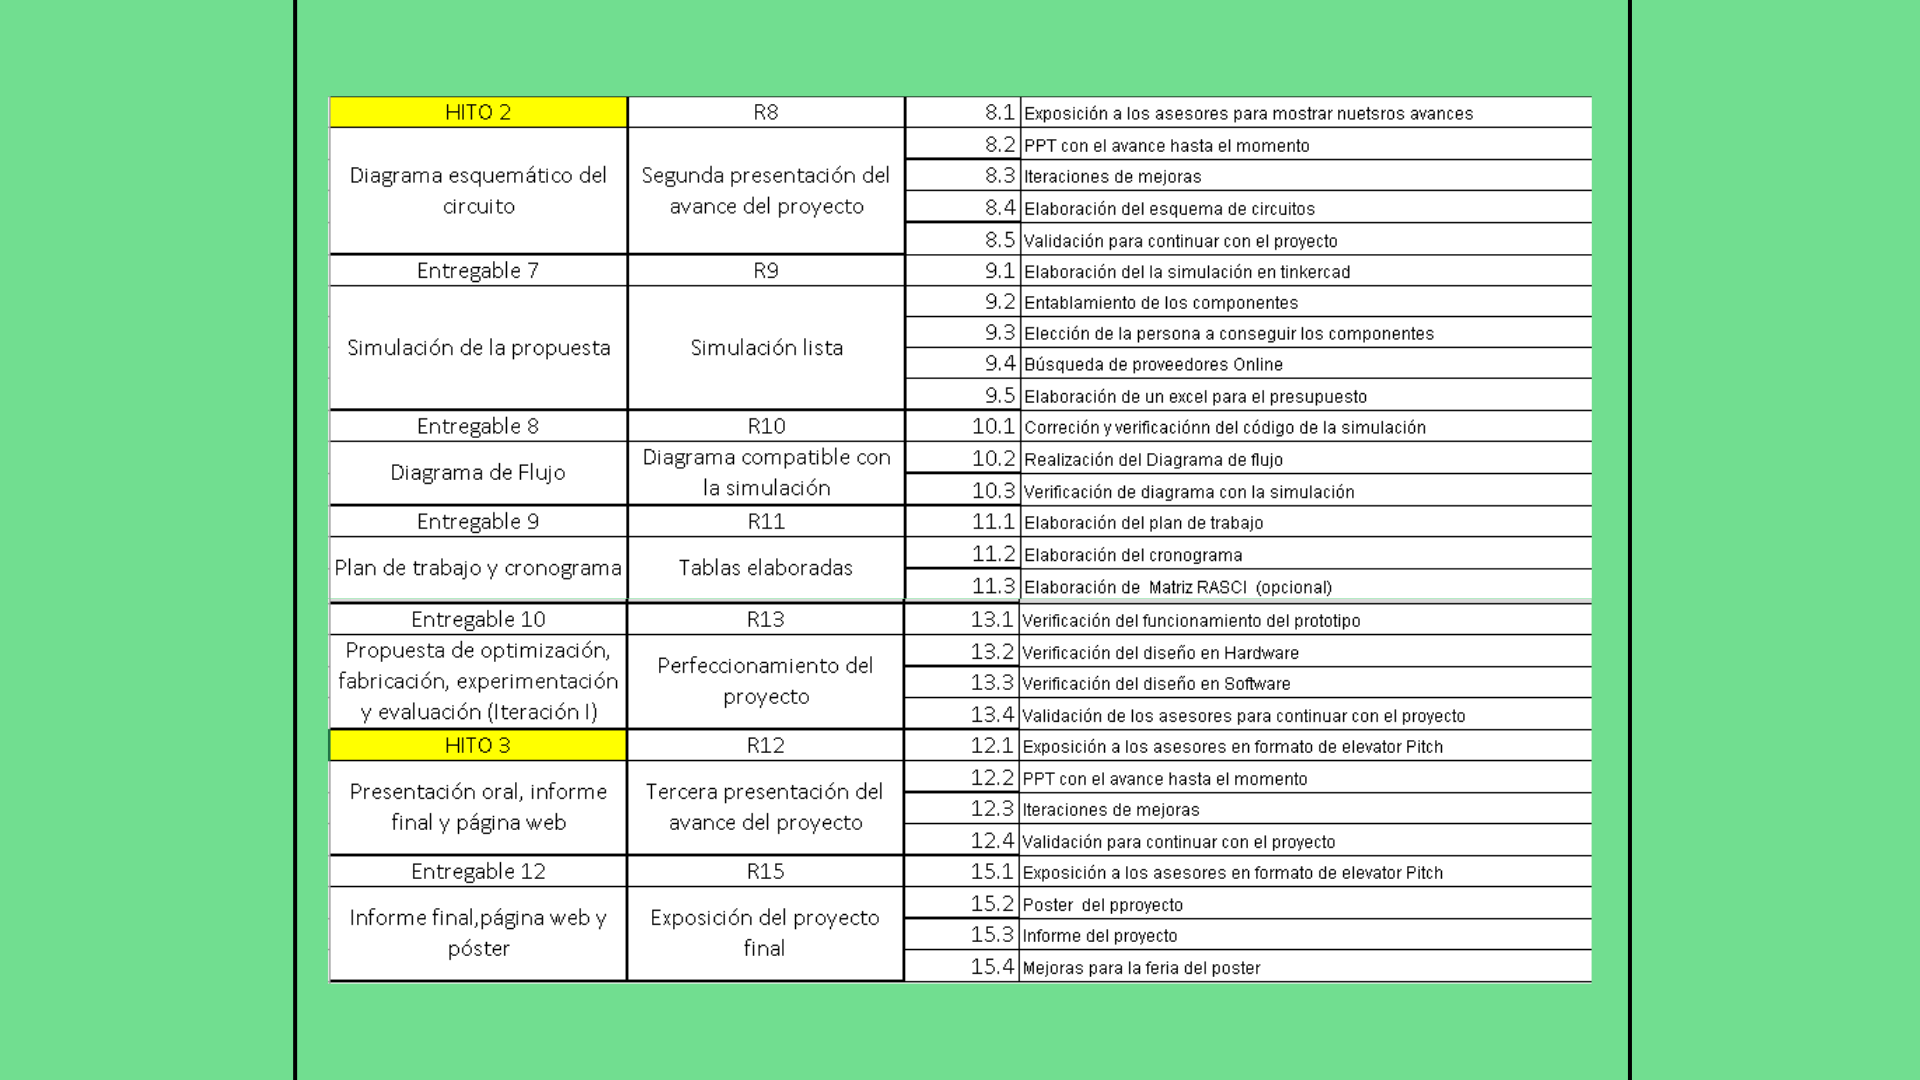 HITO 2 R8 8.1 Exposición a los asesores para mostrar nuetsros avances
Diagrama esquemático del
circuito
Segunda presentación del
avance del proyecto
8.2 PPT con el avance hasta el momento
8.3 Iteraciones de mejoras
8.4 Elaboración del esquema de circuitos
8.5 Validación para continuar con el proyecto
Entregable 7 R9 9.1 Elaboración del la simulación en tinkercad
Simulación de la propuesta
Simulación lista
9.2 Entablamiento de los componentes
9.3 Elección de la persona a conseguir los componentes
9.4 Búsqueda de proveedores Online
9.5 Elaboración de un excel para el presupuesto
Entregable 8 R10 10.1 Correción y verificaciónn del código de la simulación
Diagrama de Flujo
Diagrama compatible con
la simulación
10.2 Realización del Diagrama de flujo
10.3 Verificación de diagrama con la simulación
Entregable 9 R11 11.1 Elaboración del plan de trabajo
Plan de trabajo y cronograma
Tablas elaboradas
11.2 Elaboración del cronograma
11.3 Elaboración de Matriz RASCI (opcional)
Entregable 10 R13 13.1 Verificación del funcionamiento del prototipo
Propuesta de optimización,
fabricación, experimentación
y evaluación (Iteración I)
Perfeccionamiento del
proyecto
13.2 Verificación del diseño en Hardware
13.3 Verificación del diseño en Software
13.4 Validación de los asesores para continuar con el proyecto
HITO 3 R12 12.1 Exposición a los asesores en formato de elevator Pitch
Presentación oral, informe
final y página web
Tercera presentación del
avance del proyecto
12.2 PPT con el avance hasta el momento
12.3 Iteraciones de mejoras
12.4 Validación para continuar con el proyecto
Entregable 12 R15 15.1 Exposición a los asesores en formato de elevator Pitch
Informe final,página web y
póster
Exposición del proyecto
final
15.2 Poster del pproyecto
15.3 Informe del proyecto
15.4 Mejoras para la feria del poster